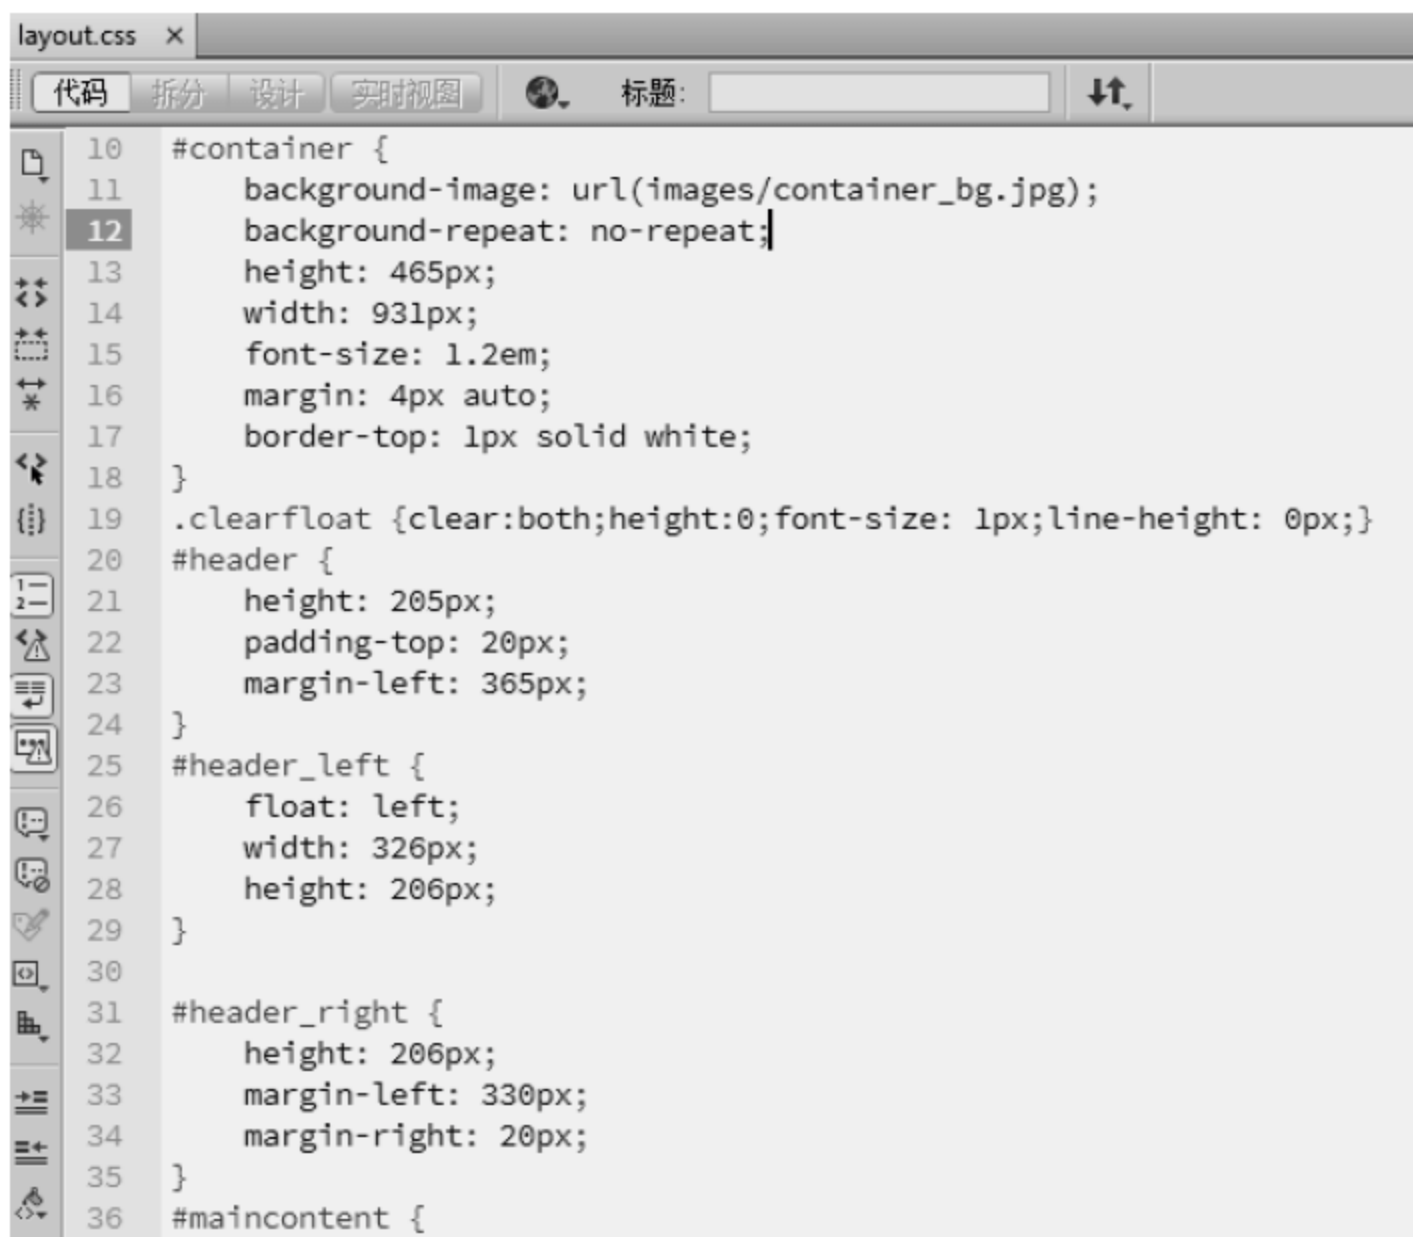 layout.css ×
代码 拆分 设计 实时视图 标题:
10 #container {
11 background-image: url(images/container_bg.jpg);
12 background-repeat: no-repeat;
13 height: 465px;
14 width: 931px;
15 font-size: 1.2em;
16 margin: 4px auto;
17 border-top: 1px solid white;
18 }
19 .clearfloat {clear:both;height:0;font-size: 1px;line-height: 0px;}
20 #header {
21 height: 205px;
22 padding-top: 20px;
23 margin-left: 365px;
24 }
25 #header_left {
26 float: left;
27 width: 326px;
28 height: 206px;
29 }
30
31 #header_right {
32 height: 206px;
33 margin-left: 330px;
34 margin-right: 20px;
35 }
36 #maincontent {